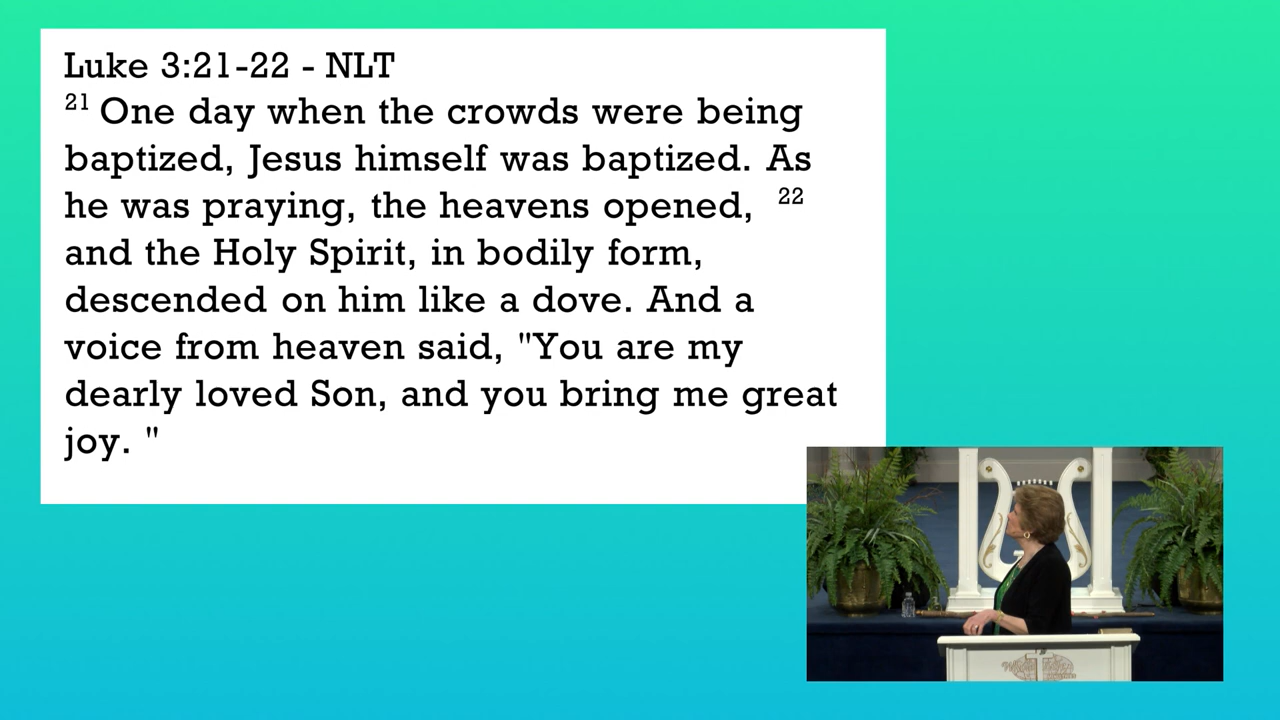 Luke 3:21-22 - NLT
21 One day when the crowds were being
baptized, Jesus himself was baptized. As
he was praying, the heavens opened, 22
and the Holy Spirit, in bodily form,
descended on him like a dove. And a
voice from heaven said, "You are my
dearly loved Son, and you bring me great
joy. "